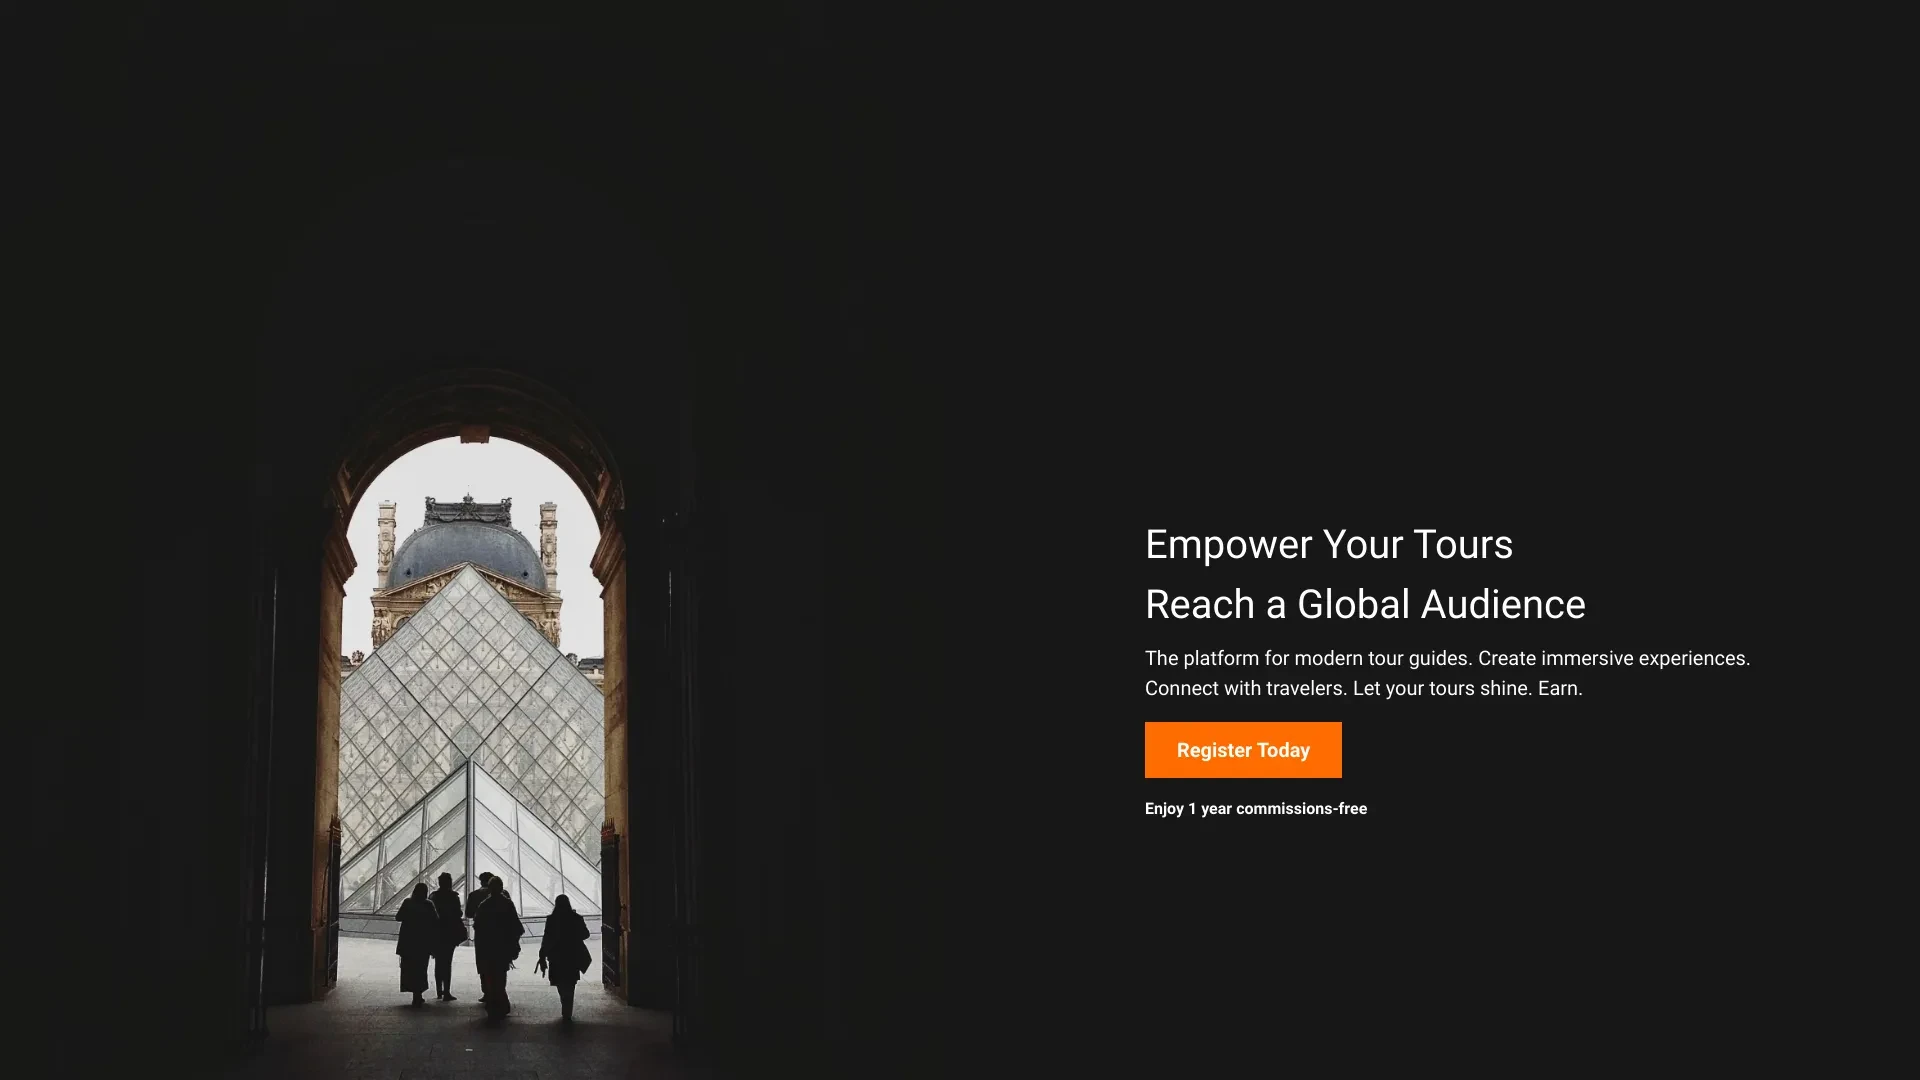 Empower Your Tours
Reach a Global Audience
The platform for modern tour guides. Create immersive experiences.
Connect with travelers. Let your tours shine. Earn.
Register Today
Enjoy 1 year commissions-free